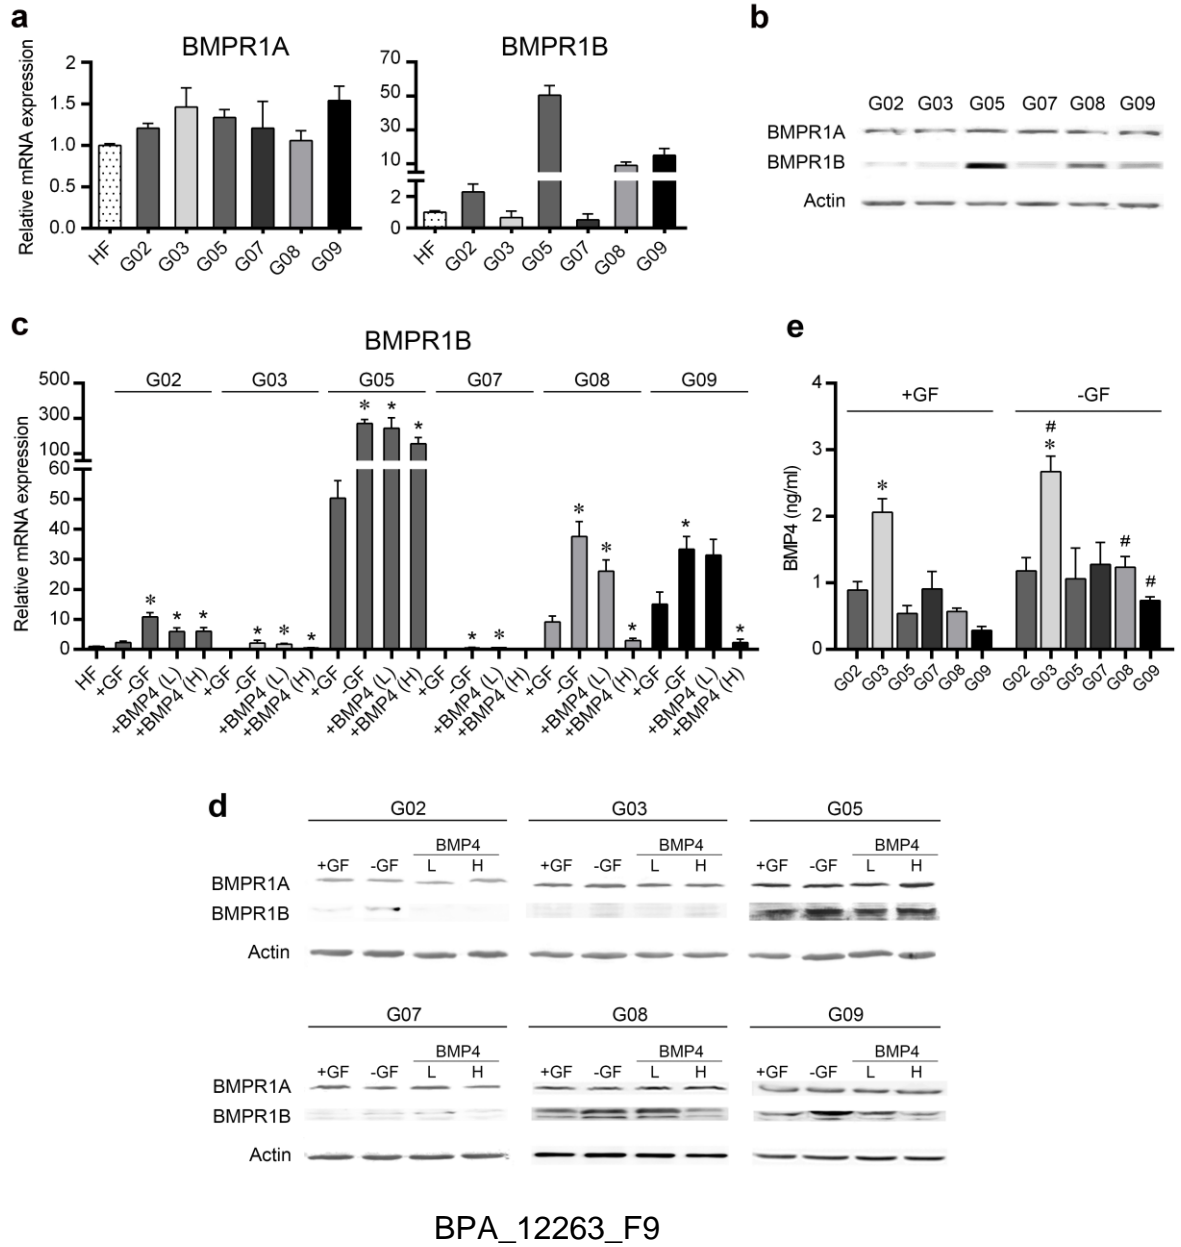 a
BMPR1A
BMPR1B
Relative mRNA expression
2
1.5
1.0
0.5
0.0
HF G02 G03 G05 G07 G08 G09
70
50
30
10
2
0
HF G02 G03 G05 G07 G08 G09
b
G02 G03 G05 G07 G08 G09
BMPR1A
BMPR1B
Actin
c
BMPR1B
G02 G03 G05 G07 G08 G09
Relative mRNA expression
500
300
100
60
50
40
30
20
10
0
* * * * * * * * * * * * * * *
HF +GF -GF +BMP4 (L) +BMP4 (H) +GF -GF +BMP4 (L) +BMP4 (H) +GF -GF +BMP4 (L) +BMP4 (H) +GF -GF +BMP4 (L) +BMP4 (H) +GF -GF +BMP4 (L) +BMP4 (H) +GF -GF +BMP4 (L) +BMP4 (H)
e
+GF -GF
BMP4 (ng/ml)
4
3
2
1
0
*
#
*
#
#
G02 G03 G05 G07 G08 G09 G02 G03 G05 G07 G08 G09
d
G02 G03 G05
BMP4 BMP4 BMP4
+GF -GF L H +GF -GF L H +GF -GF L H
BMPR1A
BMPR1B
Actin
G07 G08 G09
BMP4 BMP4 BMP4
+GF -GF L H +GF -GF L H +GF -GF L H
BMPR1A
BMPR1B
Actin
BPA_12263_F9